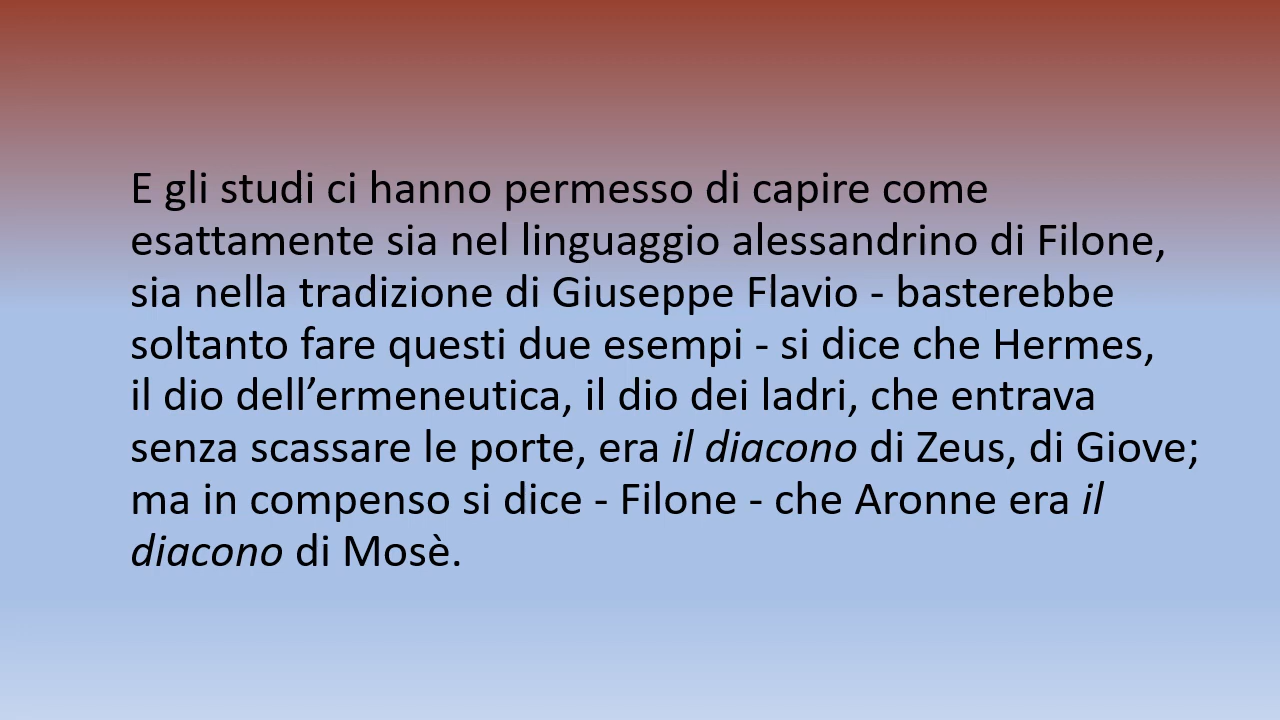 E gli studi ci hanno permesso di capire come
esattamente sia nel linguaggio alessandrino di Filone,
sia nella tradizione di Giuseppe Flavio - basterebbe
soltanto fare questi due esempi - si dice che Hermes,
il dio dell’ermeneutica, il dio dei ladri, che entrava
senza scassare le porte, era il diacono di Zeus, di Giove;
ma in compenso si dice - Filone - che Aronne era il
diacono di Mosè.